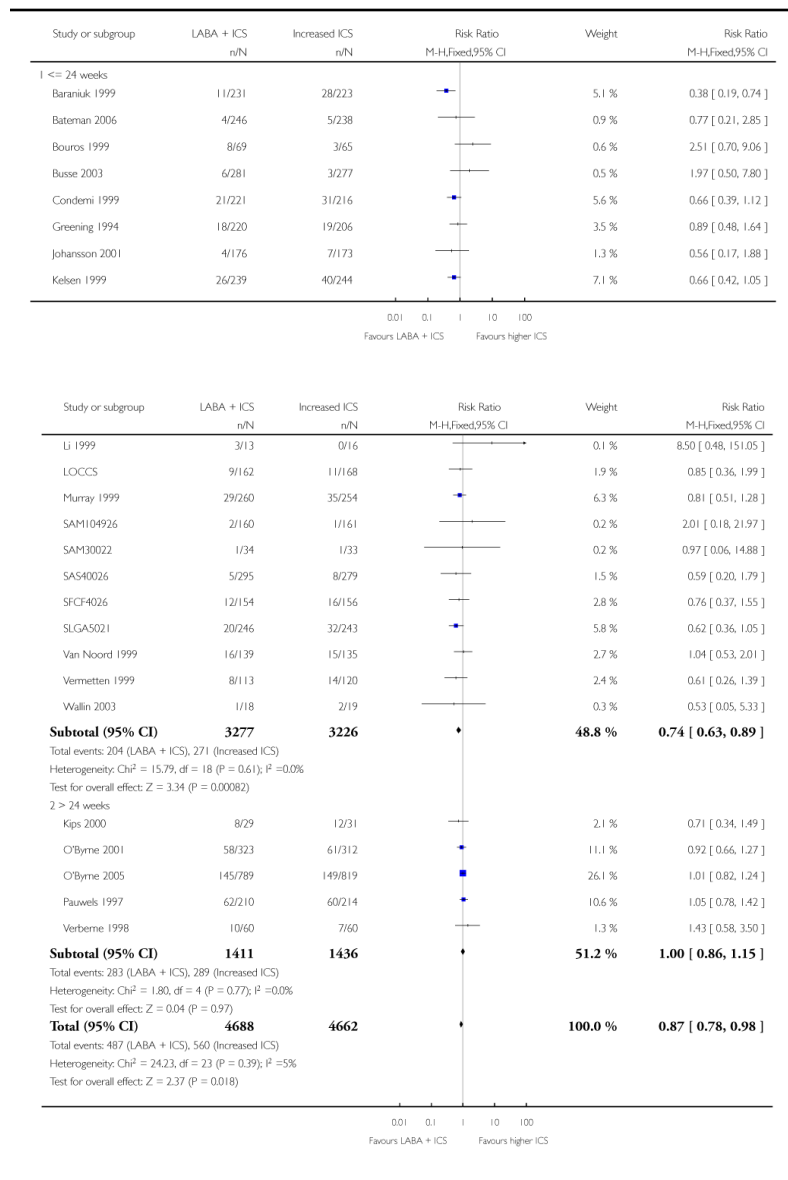 Study or subgroup LABA + ICS Increased ICS Risk Ratio Weight Risk Ratio
n/N n/N M-H,Fixed,95% CI M-H,Fixed,95% CI
1 <= 24 weeks
Baraniuk 1999 11/231 28/223 5.1 % 0.38 [ 0.19, 0.74 ]
Bateman 2006 4/246 5/238 0.9 % 0.77 [ 0.21, 2.85 ]
Bouros 1999 8/69 3/65 0.6 % 2.51 [ 0.70, 9.06 ]
Busse 2003 6/281 3/277 0.5 % 1.97 [ 0.50, 7.80 ]
Condemi 1999 21/221 31/216 5.6 % 0.66 [ 0.39, 1.12 ]
Greening 1994 18/220 19/206 3.5 % 0.89 [ 0.48, 1.64 ]
Johansson 2001 4/176 7/173 1.3 % 0.56 [ 0.17, 1.88 ]
Kelsen 1999 26/239 40/244 7.1 % 0.66 [ 0.42, 1.05 ]
0.01 0.1 1 10 100
Favours LABA + ICS Favours higher ICS
Study or subgroup LABA + ICS Increased ICS Risk Ratio Weight Risk Ratio
n/N n/N M-H,Fixed,95% CI M-H,Fixed,95% CI
Li 1999 3/13 0/16 0.1 % 8.50 [ 0.48, 151.05 ]
LOCCS 9/162 11/168 1.9 % 0.85 [ 0.36, 1.99 ]
Murray 1999 29/260 35/254 6.3 % 0.81 [ 0.51, 1.28 ]
SAM104926 2/160 1/161 0.2 % 2.01 [ 0.18, 21.97 ]
SAM30022 1/34 1/33 0.2 % 0.97 [ 0.06, 14.88 ]
SAS40026 5/295 8/279 1.5 % 0.59 [ 0.20, 1.79 ]
SFCF4026 12/154 16/156 2.8 % 0.76 [ 0.37, 1.55 ]
SLGA5021 20/246 32/243 5.8 % 0.62 [ 0.36, 1.05 ]
Van Noord 1999 16/139 15/135 2.7 % 1.04 [ 0.53, 2.01 ]
Vermetten 1999 8/113 14/120 2.4 % 0.61 [ 0.26, 1.39 ]
Wallin 2003 1/18 2/19 0.3 % 0.53 [ 0.05, 5.33 ]
Subtotal (95% CI) 3277 3226 48.8 % 0.74 [ 0.63, 0.89 ]
Total events: 204 (LABA + ICS), 271 (Increased ICS)
Heterogeneity: Chi² = 15.79, df = 18 (P = 0.61); I² =0.0%
Test for overall effect: Z = 3.34 (P = 0.00082)
2 > 24 weeks
Kips 2000 8/29 12/31 2.1 % 0.71 [ 0.34, 1.49 ]
O'Byrne 2001 58/323 61/312 11.1 % 0.92 [ 0.66, 1.27 ]
O'Byrne 2005 145/789 149/819 26.1 % 1.01 [ 0.82, 1.24 ]
Pauwels 1997 62/210 60/214 10.6 % 1.05 [ 0.78, 1.42 ]
Verberne 1998 10/60 7/60 1.3 % 1.43 [ 0.58, 3.50 ]
Subtotal (95% CI) 1411 1436 51.2 % 1.00 [ 0.86, 1.15 ]
Total events: 283 (LABA + ICS), 289 (Increased ICS)
Heterogeneity: Chi² = 1.80, df = 4 (P = 0.77); I² =0.0%
Test for overall effect: Z = 0.04 (P = 0.97)
Total (95% CI) 4688 4662 100.0 % 0.87 [ 0.78, 0.98 ]
Total events: 487 (LABA + ICS), 560 (Increased ICS)
Heterogeneity: Chi² = 24.23, df = 23 (P = 0.39); I² =5%
Test for overall effect: Z = 2.37 (P = 0.018)
0.01 0.1 1 10 100
Favours LABA + ICS Favours higher ICS